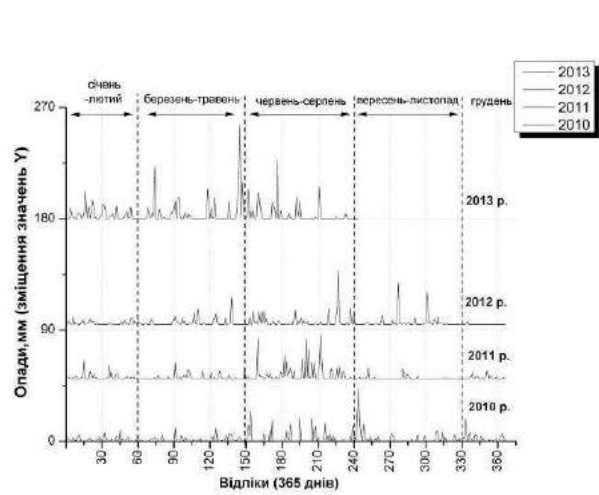 2013
2012
2011
2010
січень
-лютий
березень-травень
червень-серпень
вересень-листопад
грудень
270
180
90
0
2013 р.
2012 р.
2011 р.
2010 р.
Опади,мм (зміщення значень Y)
30
60
90
120
150
180
210
240
270
300
330
360
Відліки (365 днів)